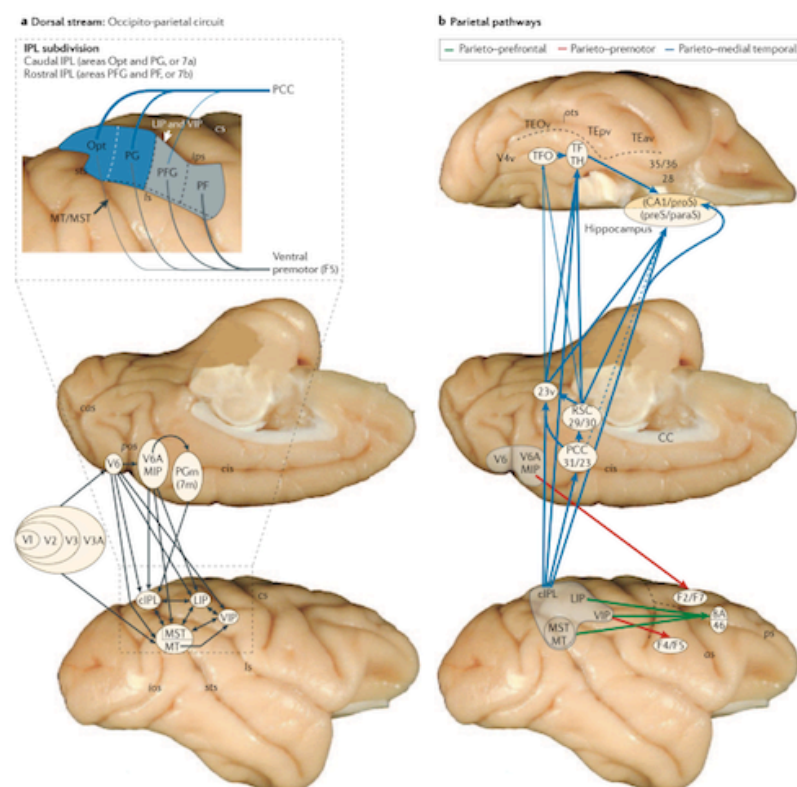 a Dorsal stream: Occipito-parietal circuit
IPL subdivision
Caudal IPL (areas Opt and PG, or 7a)
Rostral IPL (areas PFG and PF, or 7b)
PCC
LIP and VIP
cs
Opt
PG
ips
PFG
PF
sts
ls
MT/MST
Ventral
premotor (F5)
cas
pos
V6
V6A
MIP
PGm
(7m)
cis
V1
V2
V3
V3A
cIPL
LIP
cs
VIP
MST
MT
ls
ios
sts
b Parietal pathways
Parieto–prefrontal
Parieto–premotor
Parieto–medial temporal
ots
TEOv
TEpv
TEav
V4v
TFO
TF
TH
35/36
28
(CA1/proS)
(preS/paraS)
Hippocampus
23v
RSC
29/30
CC
V6
V6A
MIP
PCC
31/23
cis
cIPL
LIP
F2/F7
VIP
8A
46
MST
MT
F4/F5
as
ps